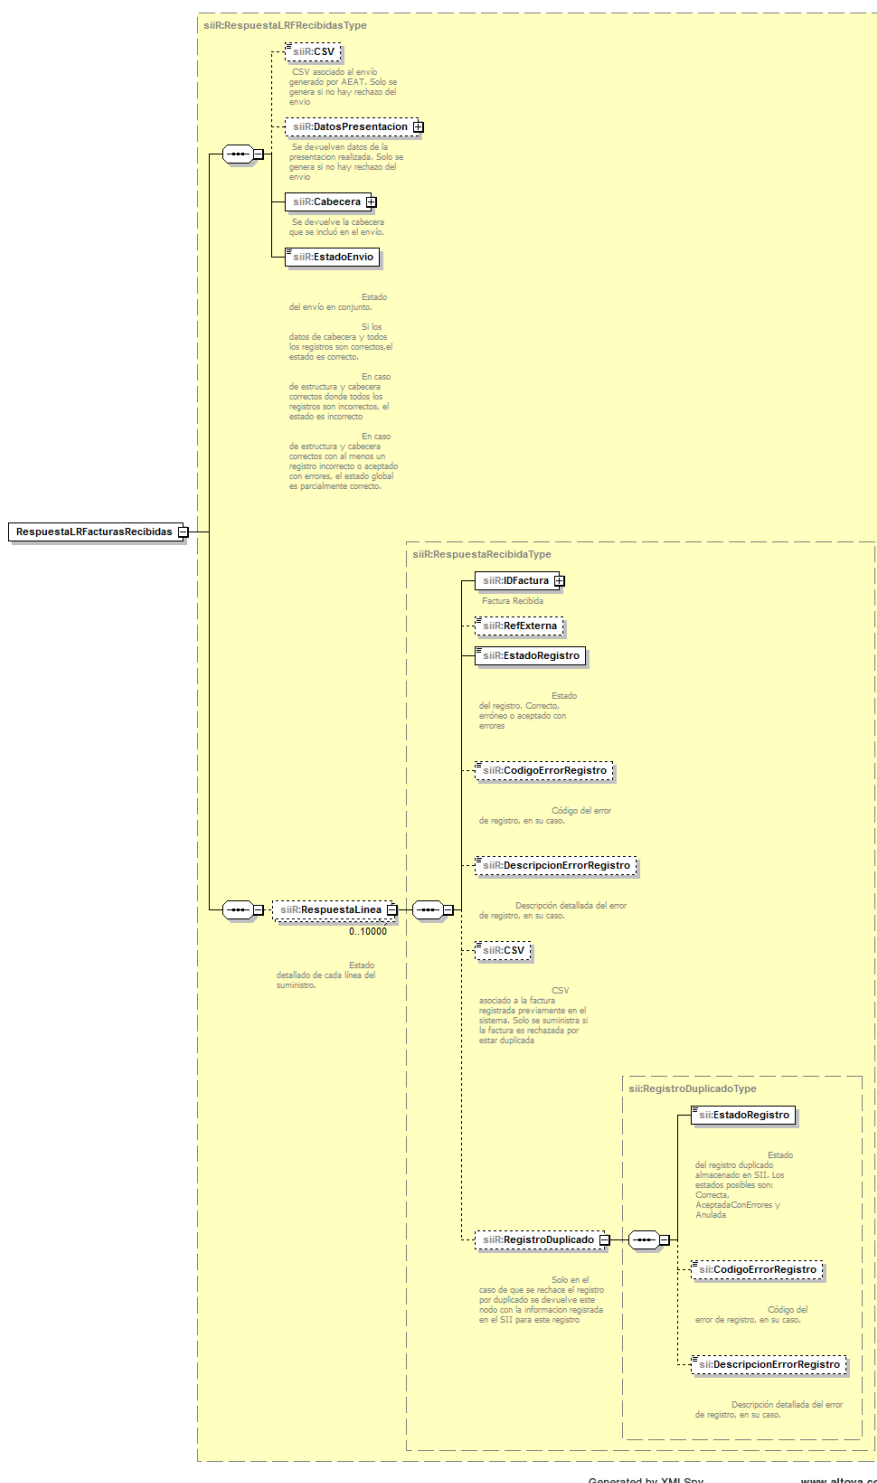 siiR:RespuestaLRFRecibidasType
siiR:CSV
CSV asociado al envío
generado por AEAT. Solo se
genera si no hay rechazo del
envio
siiR:DatosPresentacion
Se devuelven datos de la
presentacion realizada. Solo se
genera si no hay rechazo del
envio
siiR:Cabecera
Se devuelve la cabecera
que se incluó en el envío.
siiR:EstadoEnvio
Estado
del envío en conjunto.
Si los
datos de cabecera y todos
los registros son correctos,el
estado es correcto.
En caso
de estructura y cabecera
correctos donde todos los
registros son incorrectos, el
estado es incorrecto
En caso
de estructura y cabecera
correctos con al menos un
registro incorrecto o aceptado
con errores, el estado global
es parcialmente correcto.
RespuestaLRFacturasRecibidas
siiR:RespuestaRecibidaType
siiR:IDFactura
Factura Recibida
siiR:RefExterna
siiR:EstadoRegistro
Estado
del registro. Correcto,
erróneo o aceptado con
errores
siiR:CodigoErrorRegistro
Código del error
de registro, en su caso.
siiR:DescripcionErrorRegistro
Descripción detallada del error
de registro, en su caso.
siiR:RespuestaLinea
0..10000
Estado
detallado de cada línea del
suministro.
siiR:CSV
CSV
asociado a la factura
registrada previamente en el
sistema. Solo se suministra si
la factura es rechazada por
estar duplicada
sii:RegistroDuplicadoType
sii:EstadoRegistro
Estado
del registro duplicado
almacenado en SII. Los
estados posibles son:
Correcta,
AceptadaConErrores y
Anulada
siiR:RegistroDuplicado
Solo en el
caso de que se rechace el registro
por duplicado se devuelve este
nodo con la informacion regisrada
en el SII para este registro
sii:CodigoErrorRegistro
Código del
error de registro, en su caso.
sii:DescripcionErrorRegistro
Descripción detallada del error
de registro, en su caso.
Generated by XMLSpy
www.altova.co